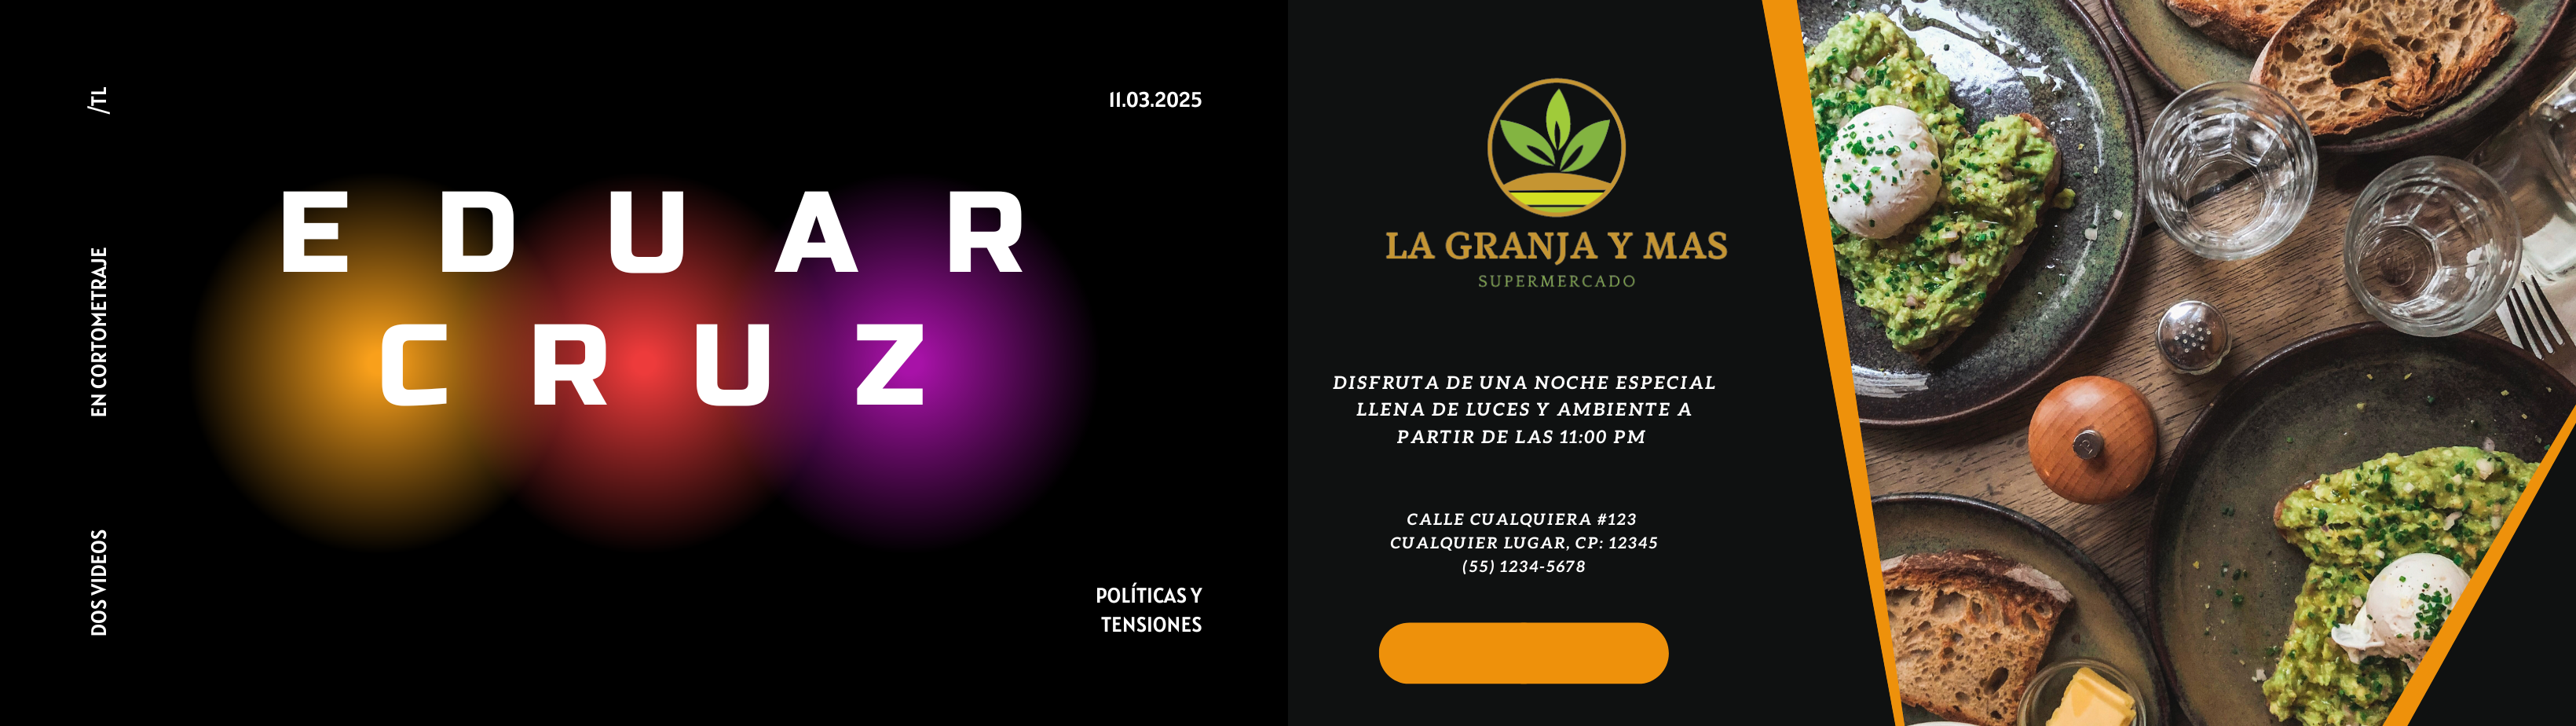 /TL
EN CORTOMETRAJE
DOS VIDEOS
11.03.2025
EDUAR
CRUZ
POLÍTICAS Y
TENSIONES
LA GRANJA Y MAS
SUPERMERCADO
DISFRUTA DE UNA NOCHE ESPECIAL
LLENA DE LUCES Y AMBIENTE A
PARTIR DE LAS 11:00 PM
CALLE CUALQUIERA #123
CUALQUIER LUGAR, CP: 12345
(55) 1234-5678